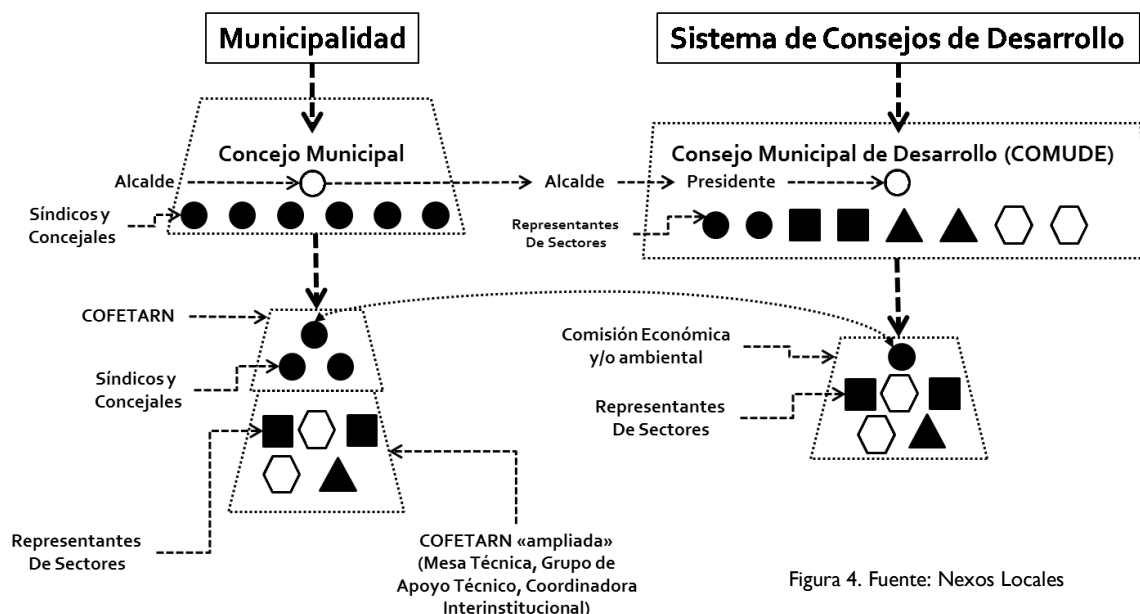 Municipalidad
Sistema de Consejos de Desarrollo
Concejo Municipal
Alcalde
Síndicos y
Concejales
Alcalde
Consejo Municipal de Desarrollo (COMUDE)
Presidente
Representantes
De Sectores
COFETARN
Síndicos y
Concejales
Comisión Económica
y/o ambiental
Representantes
De Sectores
Representantes
De Sectores
COFETARN «ampliada»
(Mesa Técnica, Grupo de
Apoyo Técnico, Coordinadora
Interinstitucional)
Figura 4. Fuente: Nexos Locales